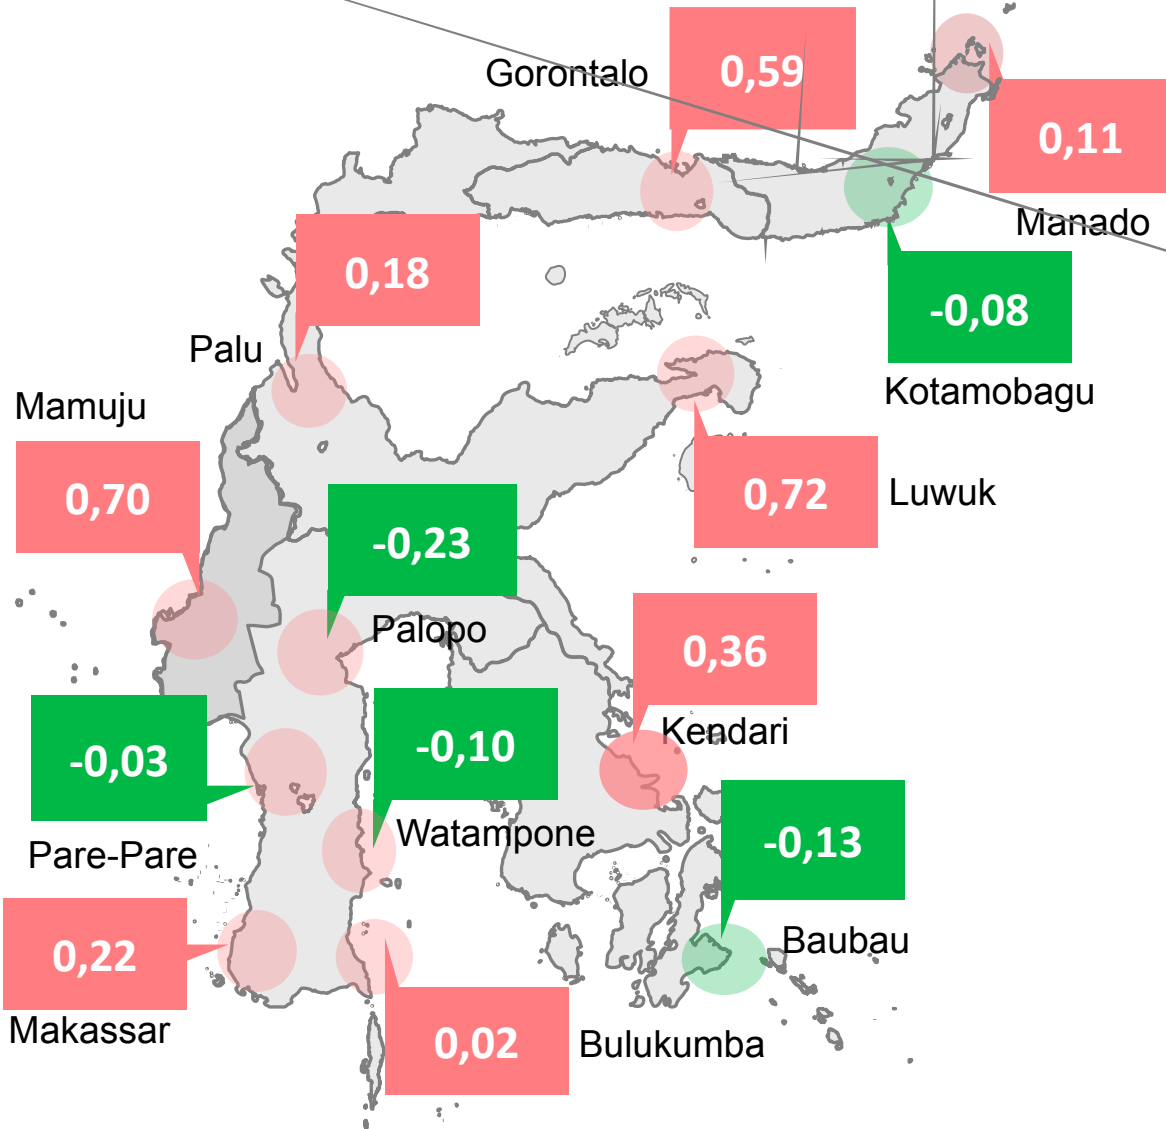 Gorontalo
0,59
0,11
Manado
0,18
-0,08
Palu
Kotamobagu
Mamuju
0,70
0,72
Luwuk
-0,23
Palopo
0,36
Kendari
-0,03
Pare-Pare
-0,10
Watampone
-0,13
Baubau
0,22
Makassar
0,02
Bulukumba